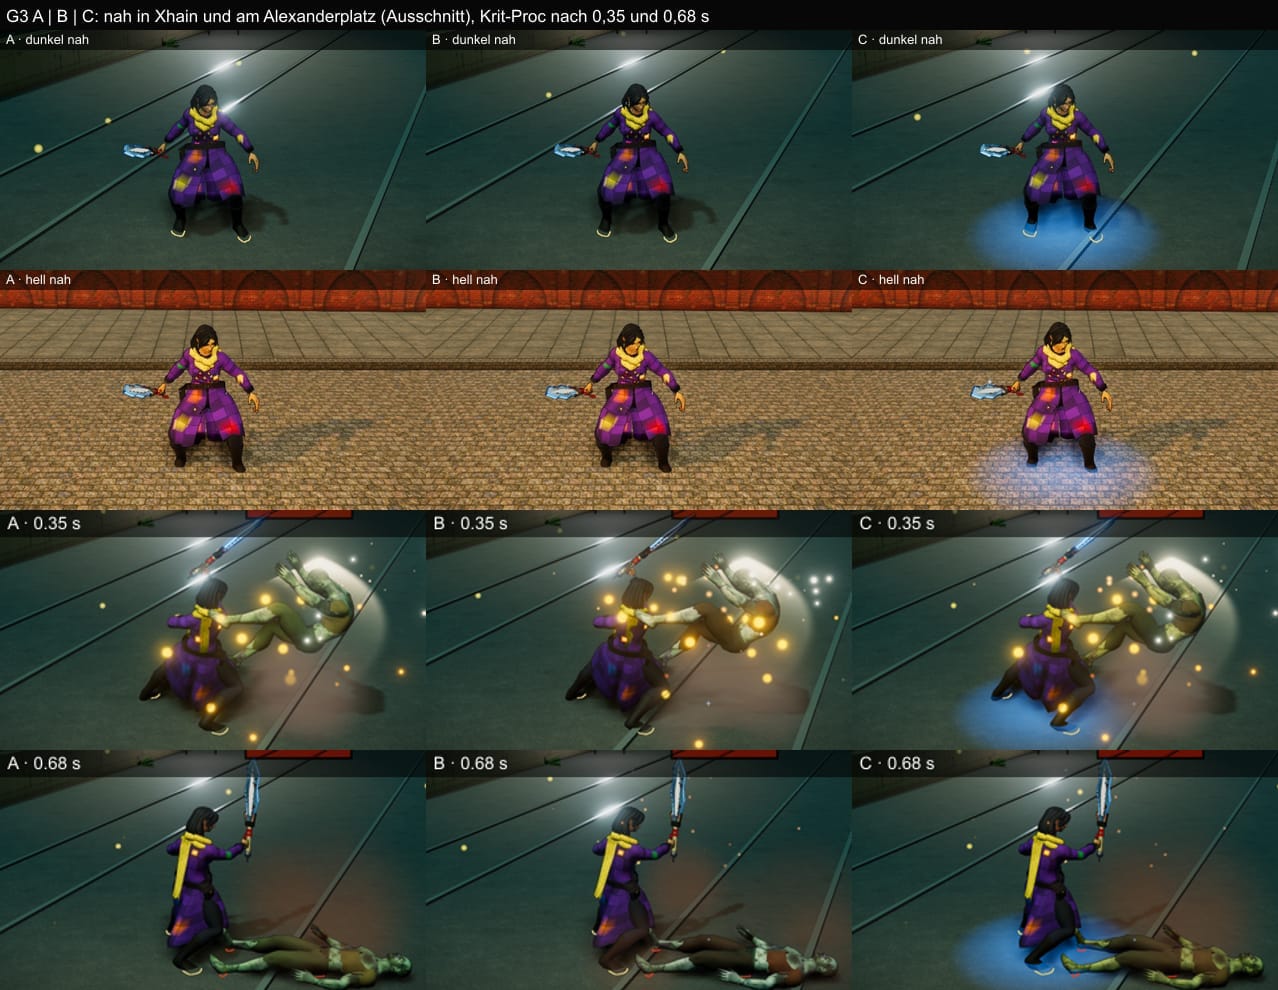 G3 A | B | C: nah in Xhain und am Alexanderplatz (Ausschnitt), Krit-Proc nach 0,35 und 0,68 s
A · dunkel nah
B · dunkel nah
C · dunkel nah
A · hell nah
B · hell nah
C · hell nah
A · 0.35 s
B · 0.35 s
C · 0.35 s
A · 0.68 s
B · 0.68 s
C · 0.68 s